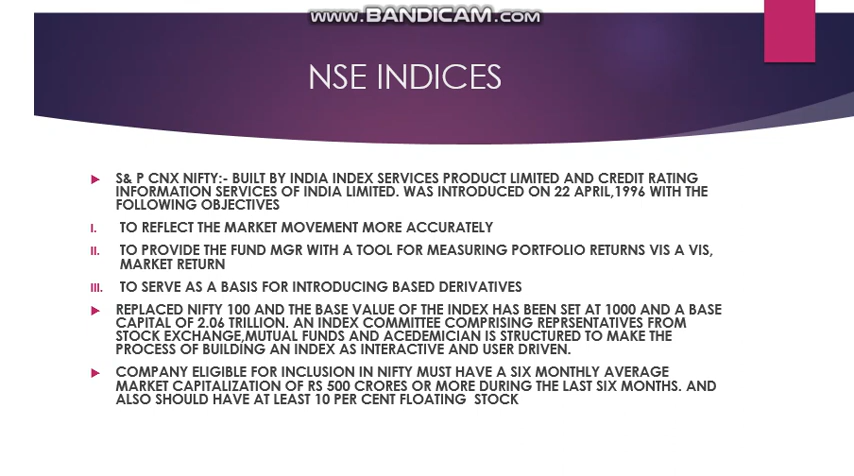 www.BANDICAM.com
NSE INDICES
S& P CNX NIFTY:- BUILT BY INDIA INDEX SERVICES PRODUCT LIMITED AND CREDIT RATING
INFORMATION SERVICES OF INDIA LIMITED. WAS INTRODUCED ON 22 APRIL,1996 WITH THE
FOLLOWING OBJECTIVES
I. TO REFLECT THE MARKET MOVEMENT MORE ACCURATELY
II. TO PROVIDE THE FUND MGR WITH A TOOL FOR MEASURING PORTFOLIO RETURNS VIS A VIS,
MARKET RETURN
III. TO SERVE AS A BASIS FOR INTRODUCING BASED DERIVATIVES
REPLACED NIFTY 100 AND THE BASE VALUE OF THE INDEX HAS BEEN SET AT 1000 AND A BASE
CAPITAL OF 2.06 TRILLION. AN INDEX COMMITTEE COMPRISING REPRSENTATIVES FROM
STOCK EXCHANGE,MUTUAL FUNDS AND ACEDEMICIAN IS STRUCTURED TO MAKE THE
PROCESS OF BUILDING AN INDEX AS INTERACTIVE AND USER DRIVEN.
COMPANY ELIGIBLE FOR INCLUSION IN NIFTY MUST HAVE A SIX MONTHLY AVERAGE
MARKET CAPITALIZATION OF RS 500 CRORES OR MORE DURING THE LAST SIX MONTHS. AND
ALSO SHOULD HAVE AT LEAST 10 PER CENT FLOATING STOCK